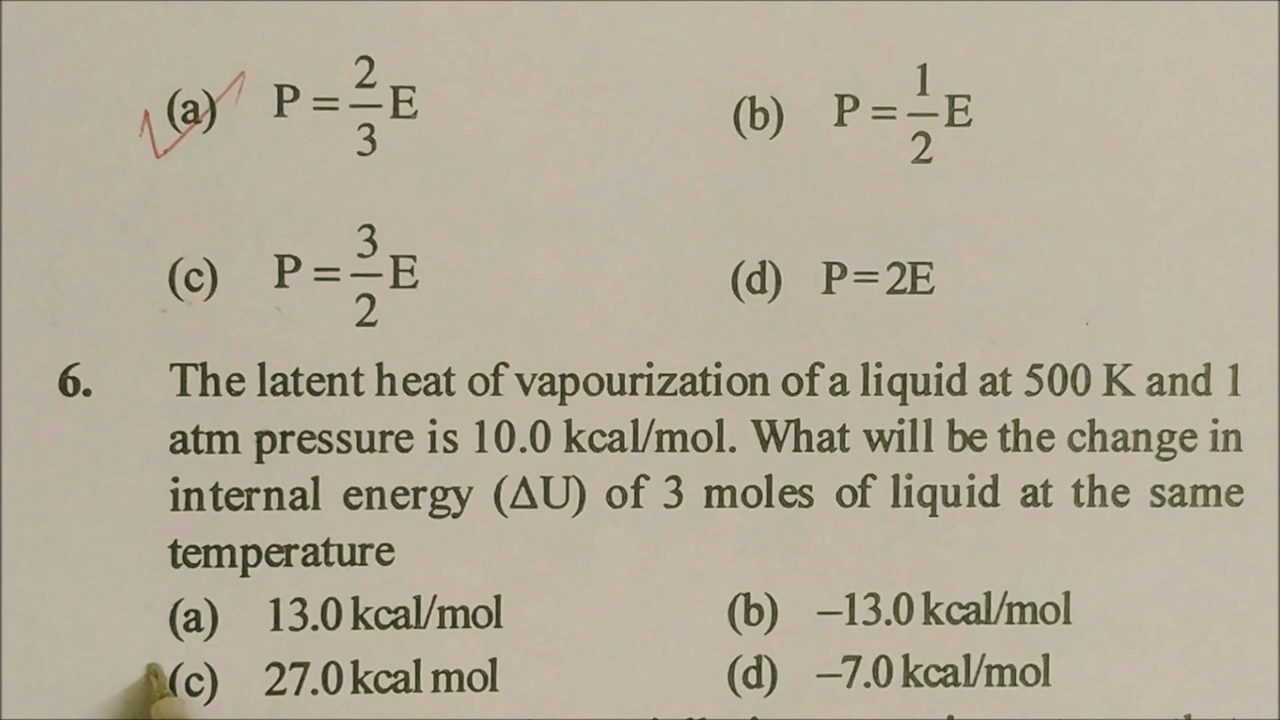 (a) P = 2/3 E (b) P = 1/2 E
(c) P = 3/2 E (d) P=2E
6. The latent heat of vapourization of a liquid at 500 K and 1
atm pressure is 10.0 kcal/mol. What will be the change in
internal energy (ΔU) of 3 moles of liquid at the same
temperature
(a) 13.0 kcal/mol (b) –13.0 kcal/mol
(c) 27.0 kcal mol (d) –7.0 kcal/mol